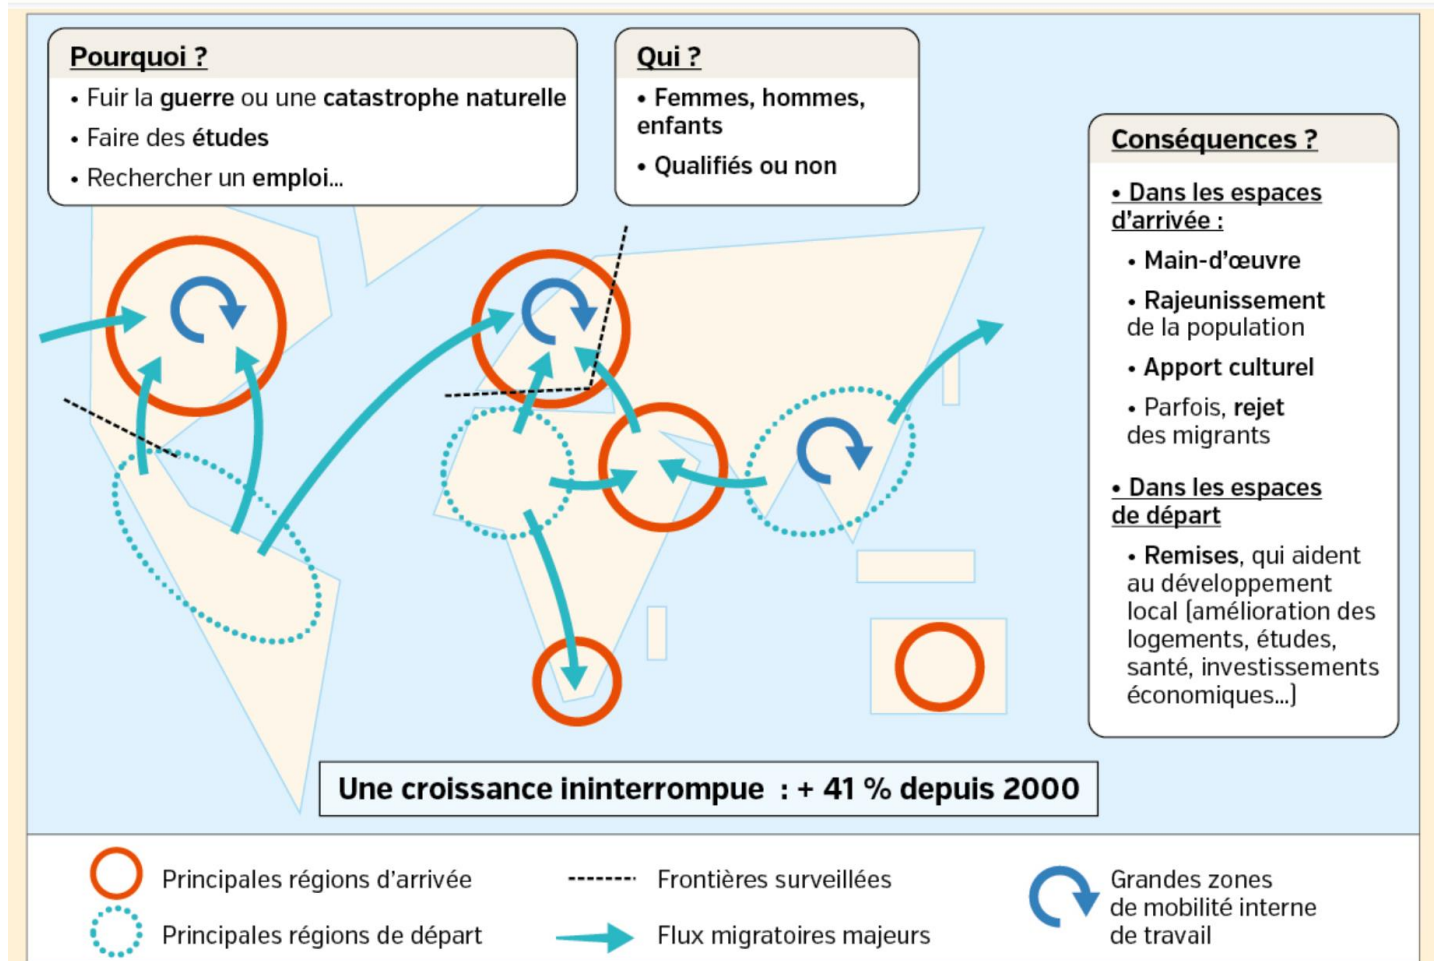 Pourquoi ?
• Fuir la guerre ou une catastrophe naturelle
• Faire des études
• Rechercher un emploi...
Qui ?
• Femmes, hommes,
enfants
• Qualifiés ou non
Conséquences ?
• Dans les espaces
d’arrivée :
• Main-d’œuvre
• Rajeunissement
de la population
• Apport culturel
• Parfois, rejet
des migrants
• Dans les espaces
de départ
• Remises, qui aident
au développement
local (amélioration des
logements, études,
santé, investissements
économiques...)
Une croissance ininterrompue : + 41 % depuis 2000
Principales régions d’arrivée
Principales régions de départ
Frontières surveillées
Flux migratoires majeurs
Grandes zones
de mobilité interne
de travail